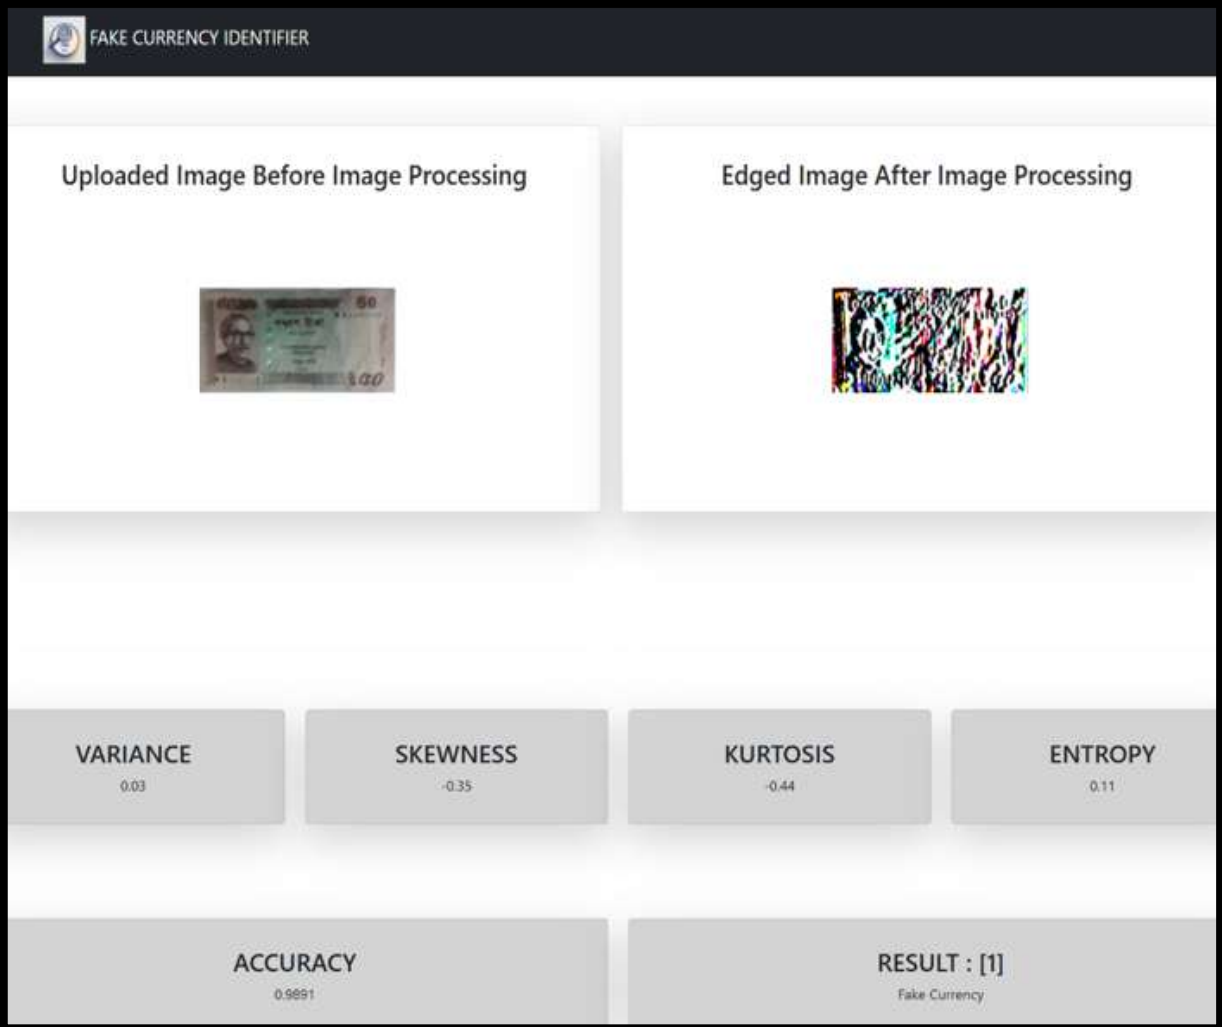 FAKE CURRENCY IDENTIFIER
Uploaded Image Before Image Processing
Edged Image After Image Processing
50
VARIANCE
0.03
SKEWNESS
-0.35
KURTOSIS
-0.44
ENTROPY
0.11
ACCURACY
0.9891
RESULT : [1]
Fake Currency